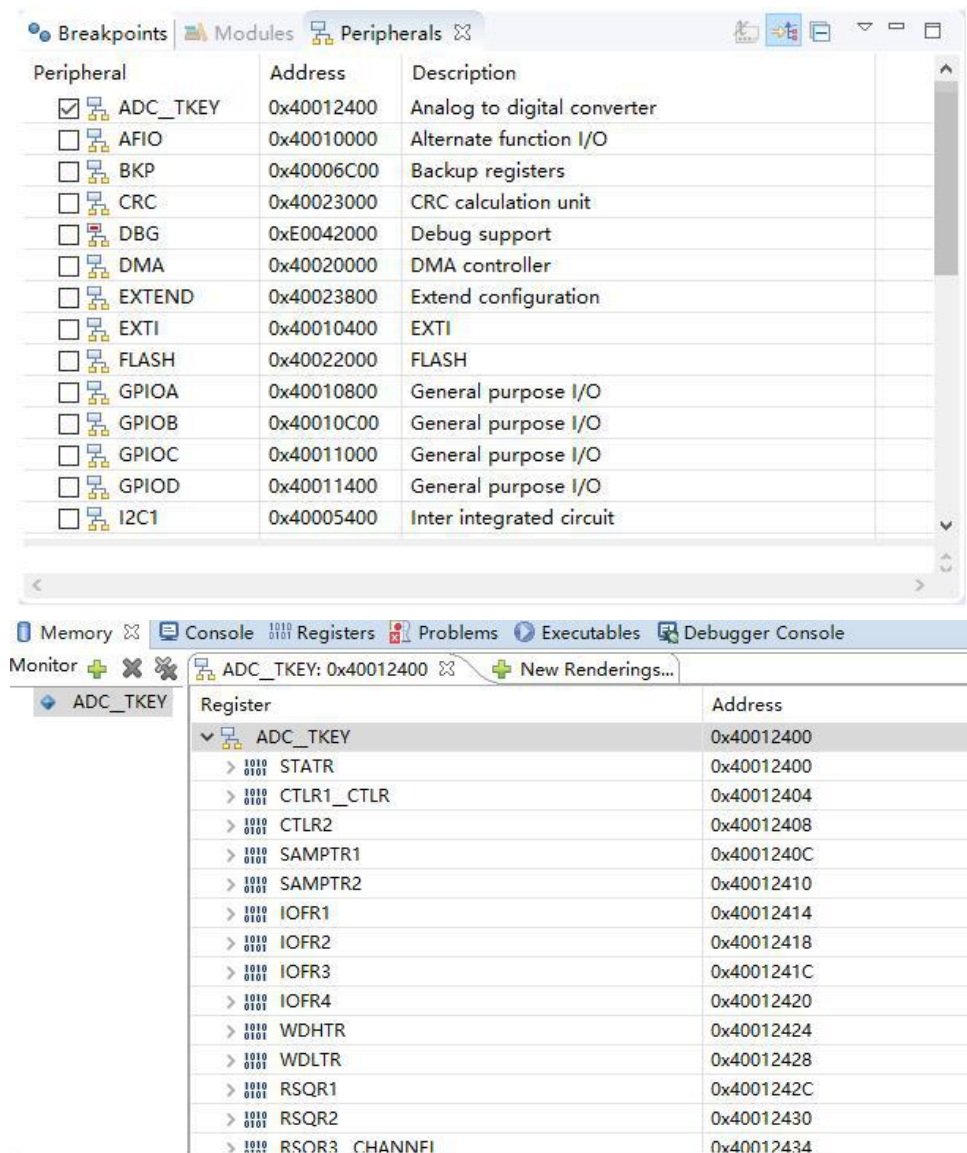 Breakpoints Modules Peripherals
Peripheral Address Description
ADC_TKEY 0x40012400 Analog to digital converter
AFIO 0x40010000 Alternate function I/O
BKP 0x40006C00 Backup registers
CRC 0x40023000 CRC calculation unit
DBG 0xE0042000 Debug support
DMA 0x40020000 DMA controller
EXTEND 0x40023800 Extend configuration
EXTI 0x40010400 EXTI
FLASH 0x40022000 FLASH
GPIOA 0x40010800 General purpose I/O
GPIOB 0x40010C00 General purpose I/O
GPIOC 0x40011000 General purpose I/O
GPIOD 0x40011400 General purpose I/O
I2C1 0x40005400 Inter integrated circuit
Memory Console Registers Problems Executables Debugger Console
Monitor ADC_TKEY: 0x40012400 New Renderings...
ADC_TKEY Register Address
ADC_TKEY 0x40012400
STATR 0x40012400
CTLR1_CTLR 0x40012404
CTLR2 0x40012408
SAMPTR1 0x4001240C
SAMPTR2 0x40012410
IOFR1 0x40012414
IOFR2 0x40012418
IOFR3 0x4001241C
IOFR4 0x40012420
WDHTR 0x40012424
WDLTR 0x40012428
RSQR1 0x4001242C
RSQR2 0x40012430
RSQR3_CHANNEL 0x40012434